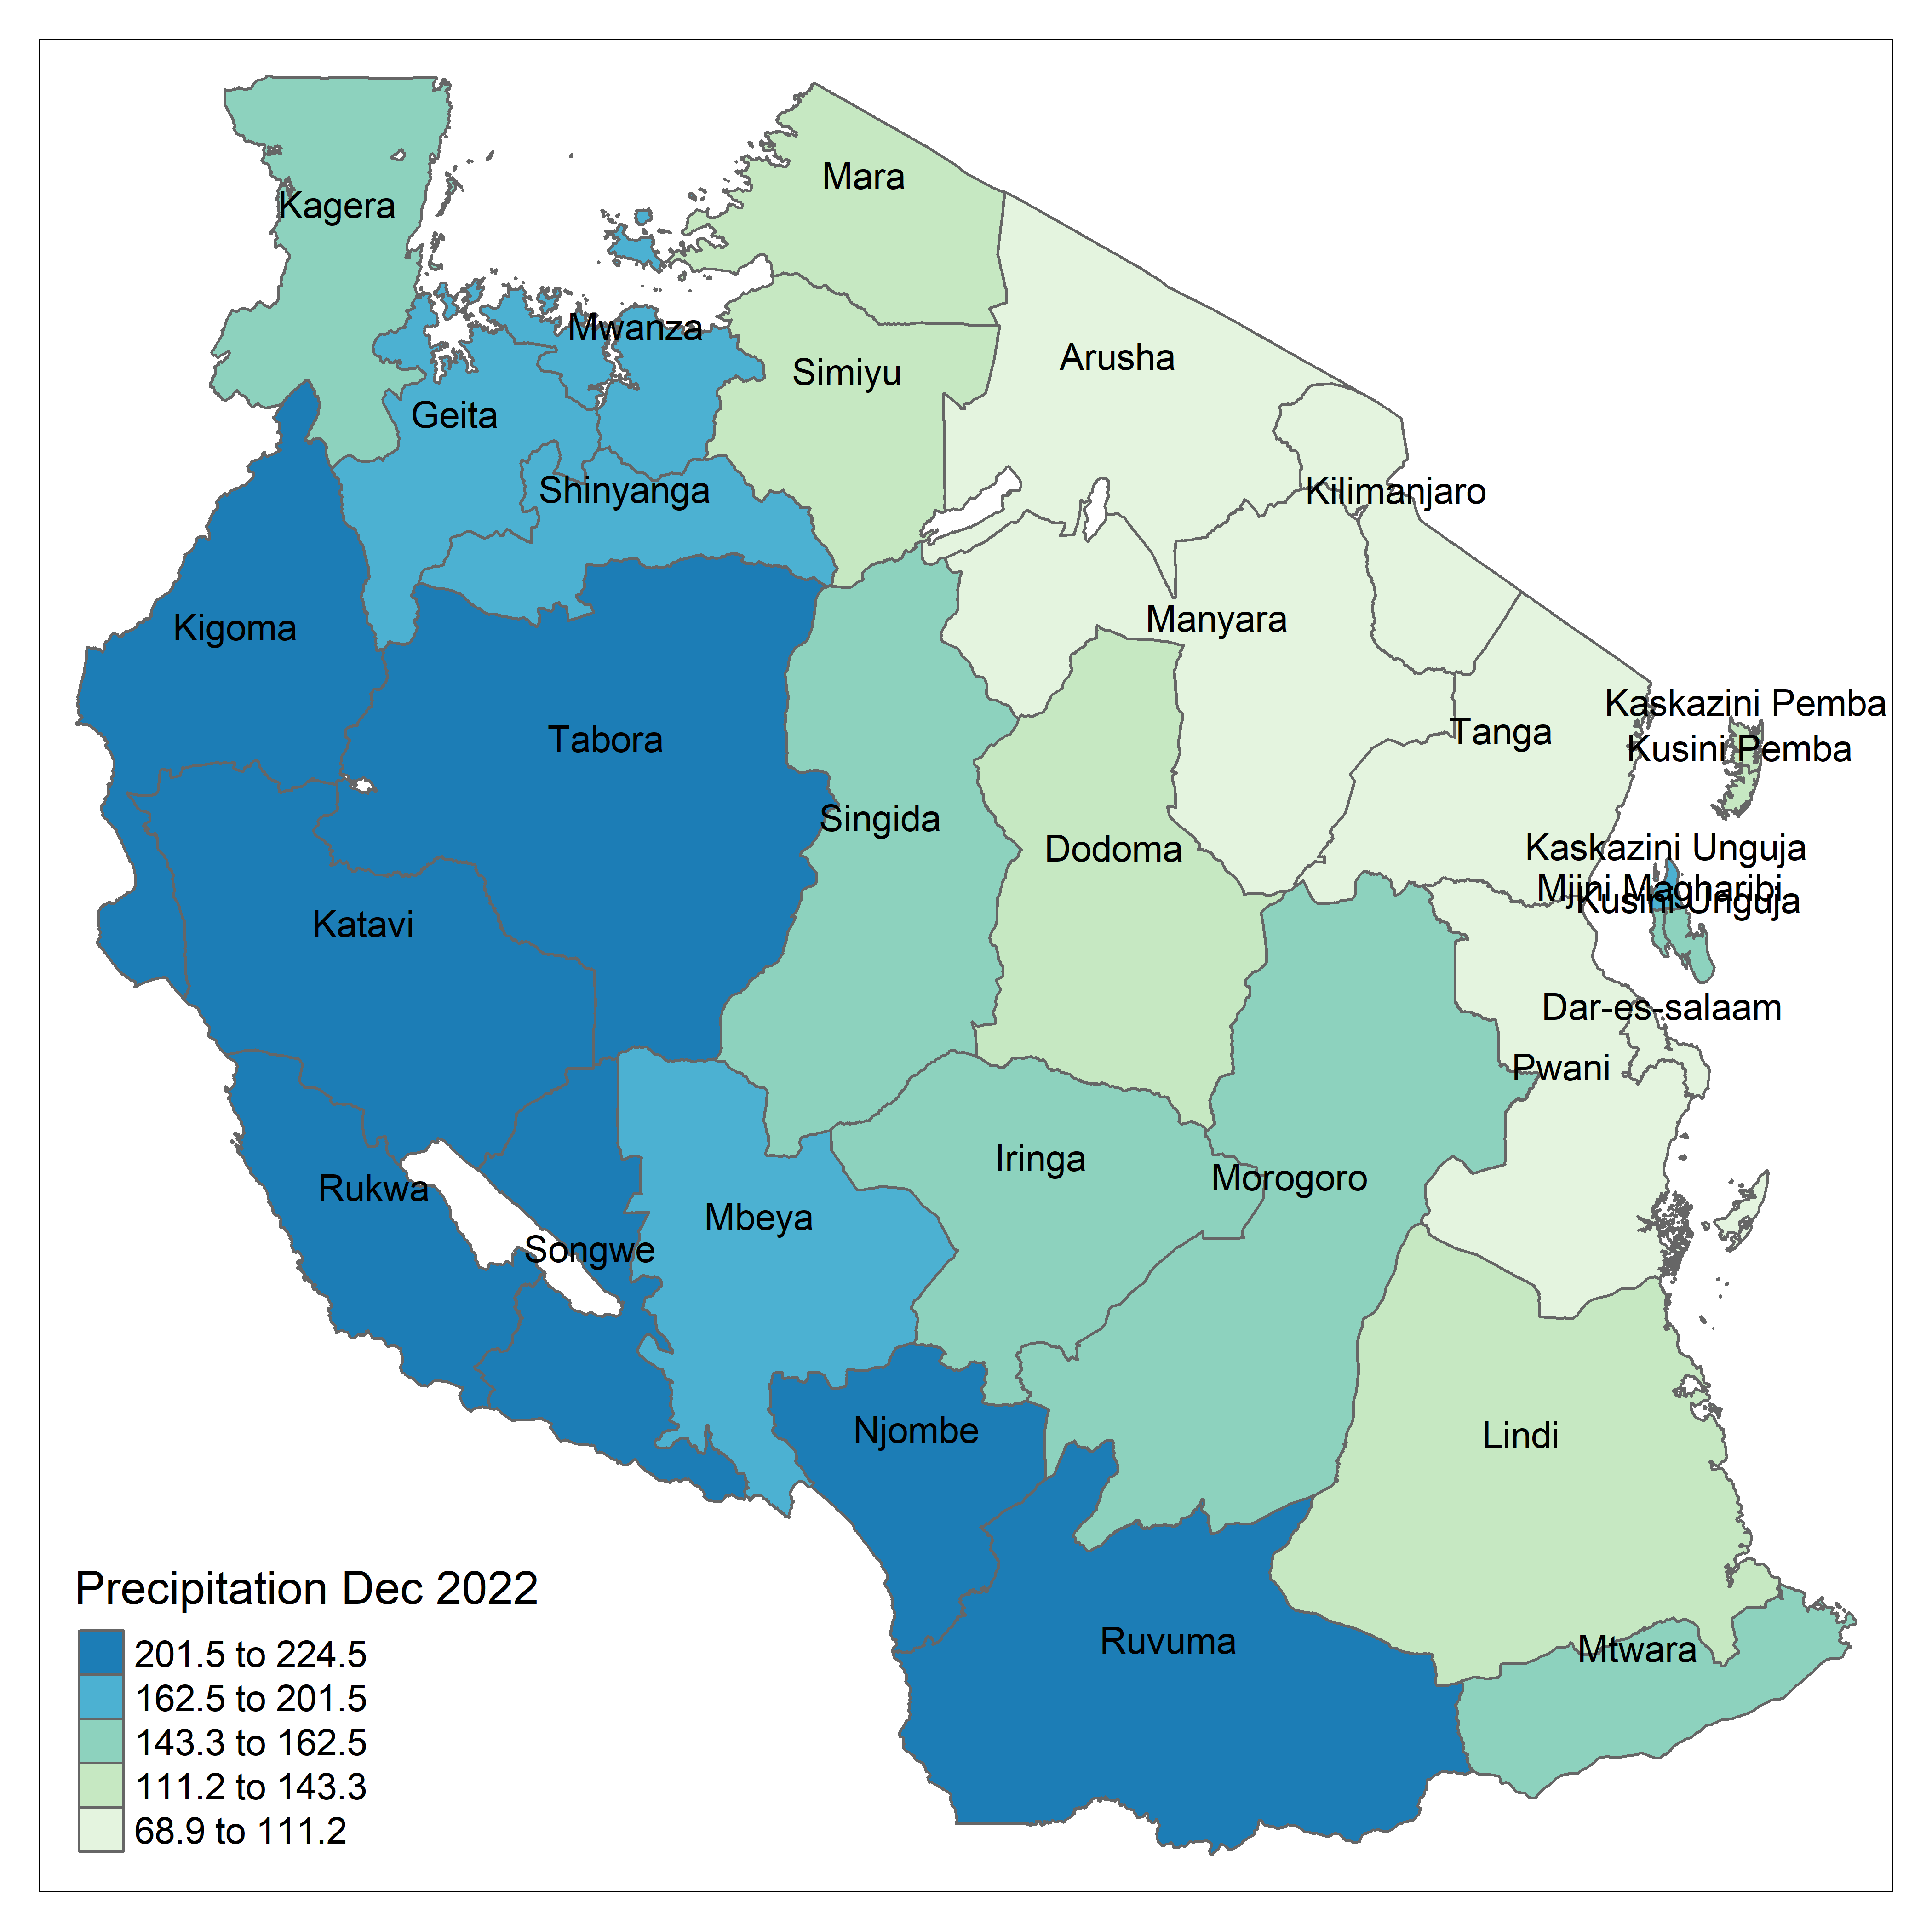 Mara
Kagera
Mwanza
Arusha
Simiyu
Geita
Shinyanga
Kilimanjaro
Manyara
Kigoma
Kaskazini Pemba
Tanga
Tabora
Kusini Pemba
Singida
Kaskazini Unguja
Dodoma
Mjini Magharibi
Kusini Unguja
Katavi
Dar-es-salaam
Pwani
Iringa
Morogoro
Rukwa
Mbeya
Songwe
Njombe
Lindi
Ruvuma
Mtwara
Precipitation Dec 2022
201.5 to 224.5
162.5 to 201.5
143.3 to 162.5
111.2 to 143.3
68.9 to 111.2